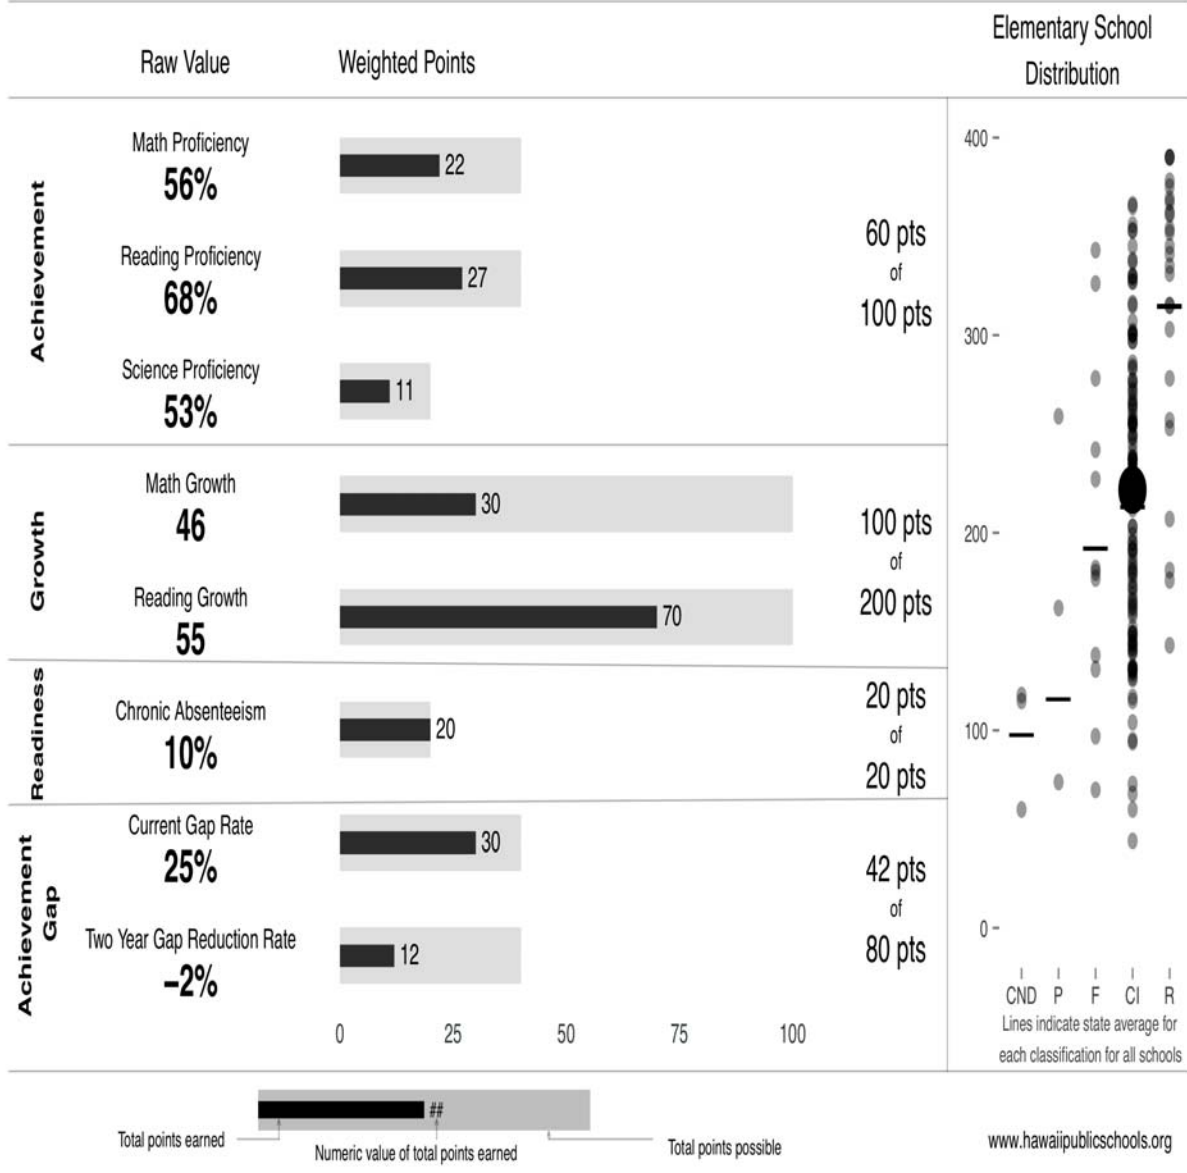 Raw Value
Weighted Points
Elementary School
Distribution
Achievement
Math Proficiency
56%
22
Reading Proficiency
68%
27
Science Proficiency
53%
11
60 pts
of
100 pts
Growth
Math Growth
46
30
Reading Growth
55
70
100 pts
of
200 pts
Readiness
Chronic Absenteeism
10%
20
20 pts
of
20 pts
Achievement
Gap
Current Gap Rate
25%
30
Two Year Gap Reduction Rate
−2%
12
42 pts
of
80 pts
0 25 50 75 100
400
300
200
100
0
CND P F CI R
Lines indicate state average for
each classification for all schools
##
Total points earned
Numeric value of total points earned
Total points possible
www.hawaiipublicschools.org